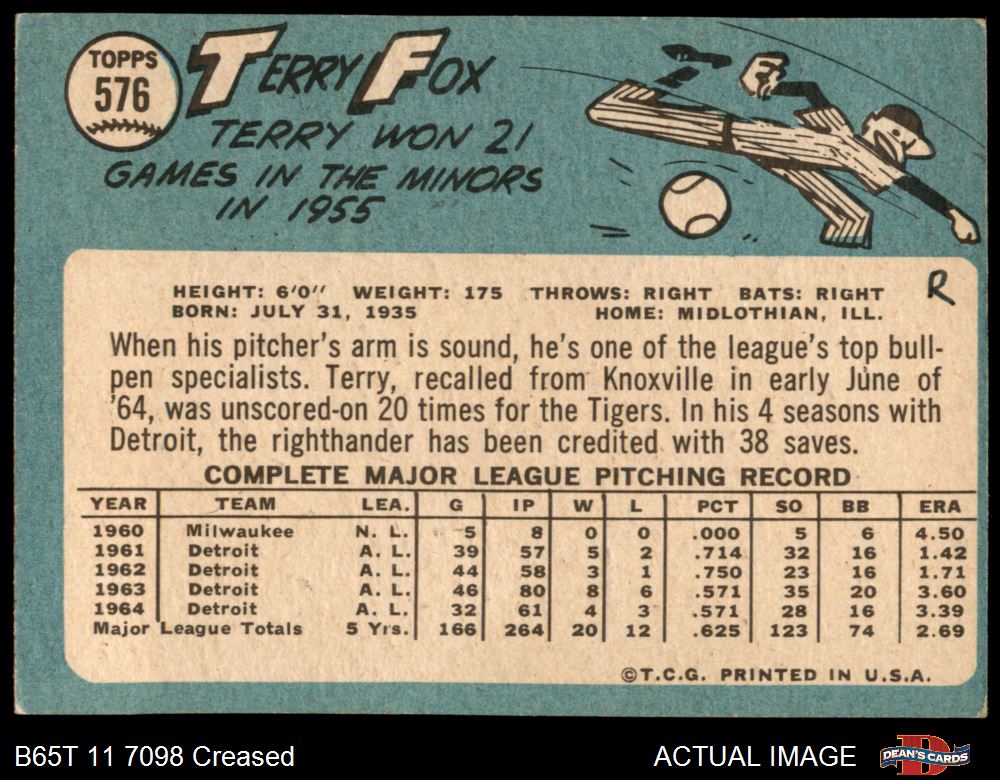 TOPPS
576
TERRY FOX
TERRY WON 21
GAMES IN THE MINORS
IN 1955
R
HEIGHT: 6'0" WEIGHT: 175 THROWS: RIGHT BATS: RIGHT
BORN: JULY 31, 1935 HOME: MIDLOTHIAN, ILL.
When his pitcher's arm is sound, he's one of the league's top bull-
pen specialists. Terry, recalled from Knoxville in early June of
'64, was unscored-on 20 times for the Tigers. In his 4 seasons with
Detroit, the righthander has been credited with 38 saves.
COMPLETE MAJOR LEAGUE PITCHING RECORD
YEAR TEAM LEA. G IP W L PCT SO BB ERA
1960 Milwaukee N. L. 5 8 0 0 .000 5 6 4.50
1961 Detroit A. L. 39 57 5 2 .714 32 16 1.42
1962 Detroit A. L. 44 58 3 1 .750 23 16 1.71
1963 Detroit A. L. 46 80 8 6 .571 35 20 3.60
1964 Detroit A. L. 32 61 4 3 .571 28 16 3.39
Major League Totals 5 Yrs. 166 264 20 12 .625 123 74 2.69
©T.C.G. PRINTED IN U.S.A.
B65T 11 7098 Creased ACTUAL IMAGE
D
DEAN'S CARDS